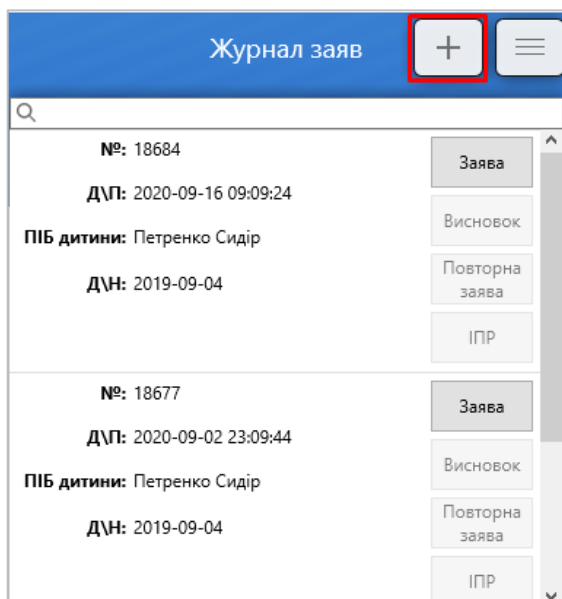 Журнал заяв
№: 18684
Заява
Д\П: 2020-09-16 09:09:24
Висновок
ПІБ дитини: Петренко Сидір
Повторна
заява
Д\Н: 2019-09-04
ІПР
№: 18677
Заява
Д\П: 2020-09-02 23:09:44
Висновок
ПІБ дитини: Петренко Сидір
Повторна
заява
Д\Н: 2019-09-04
ІПР